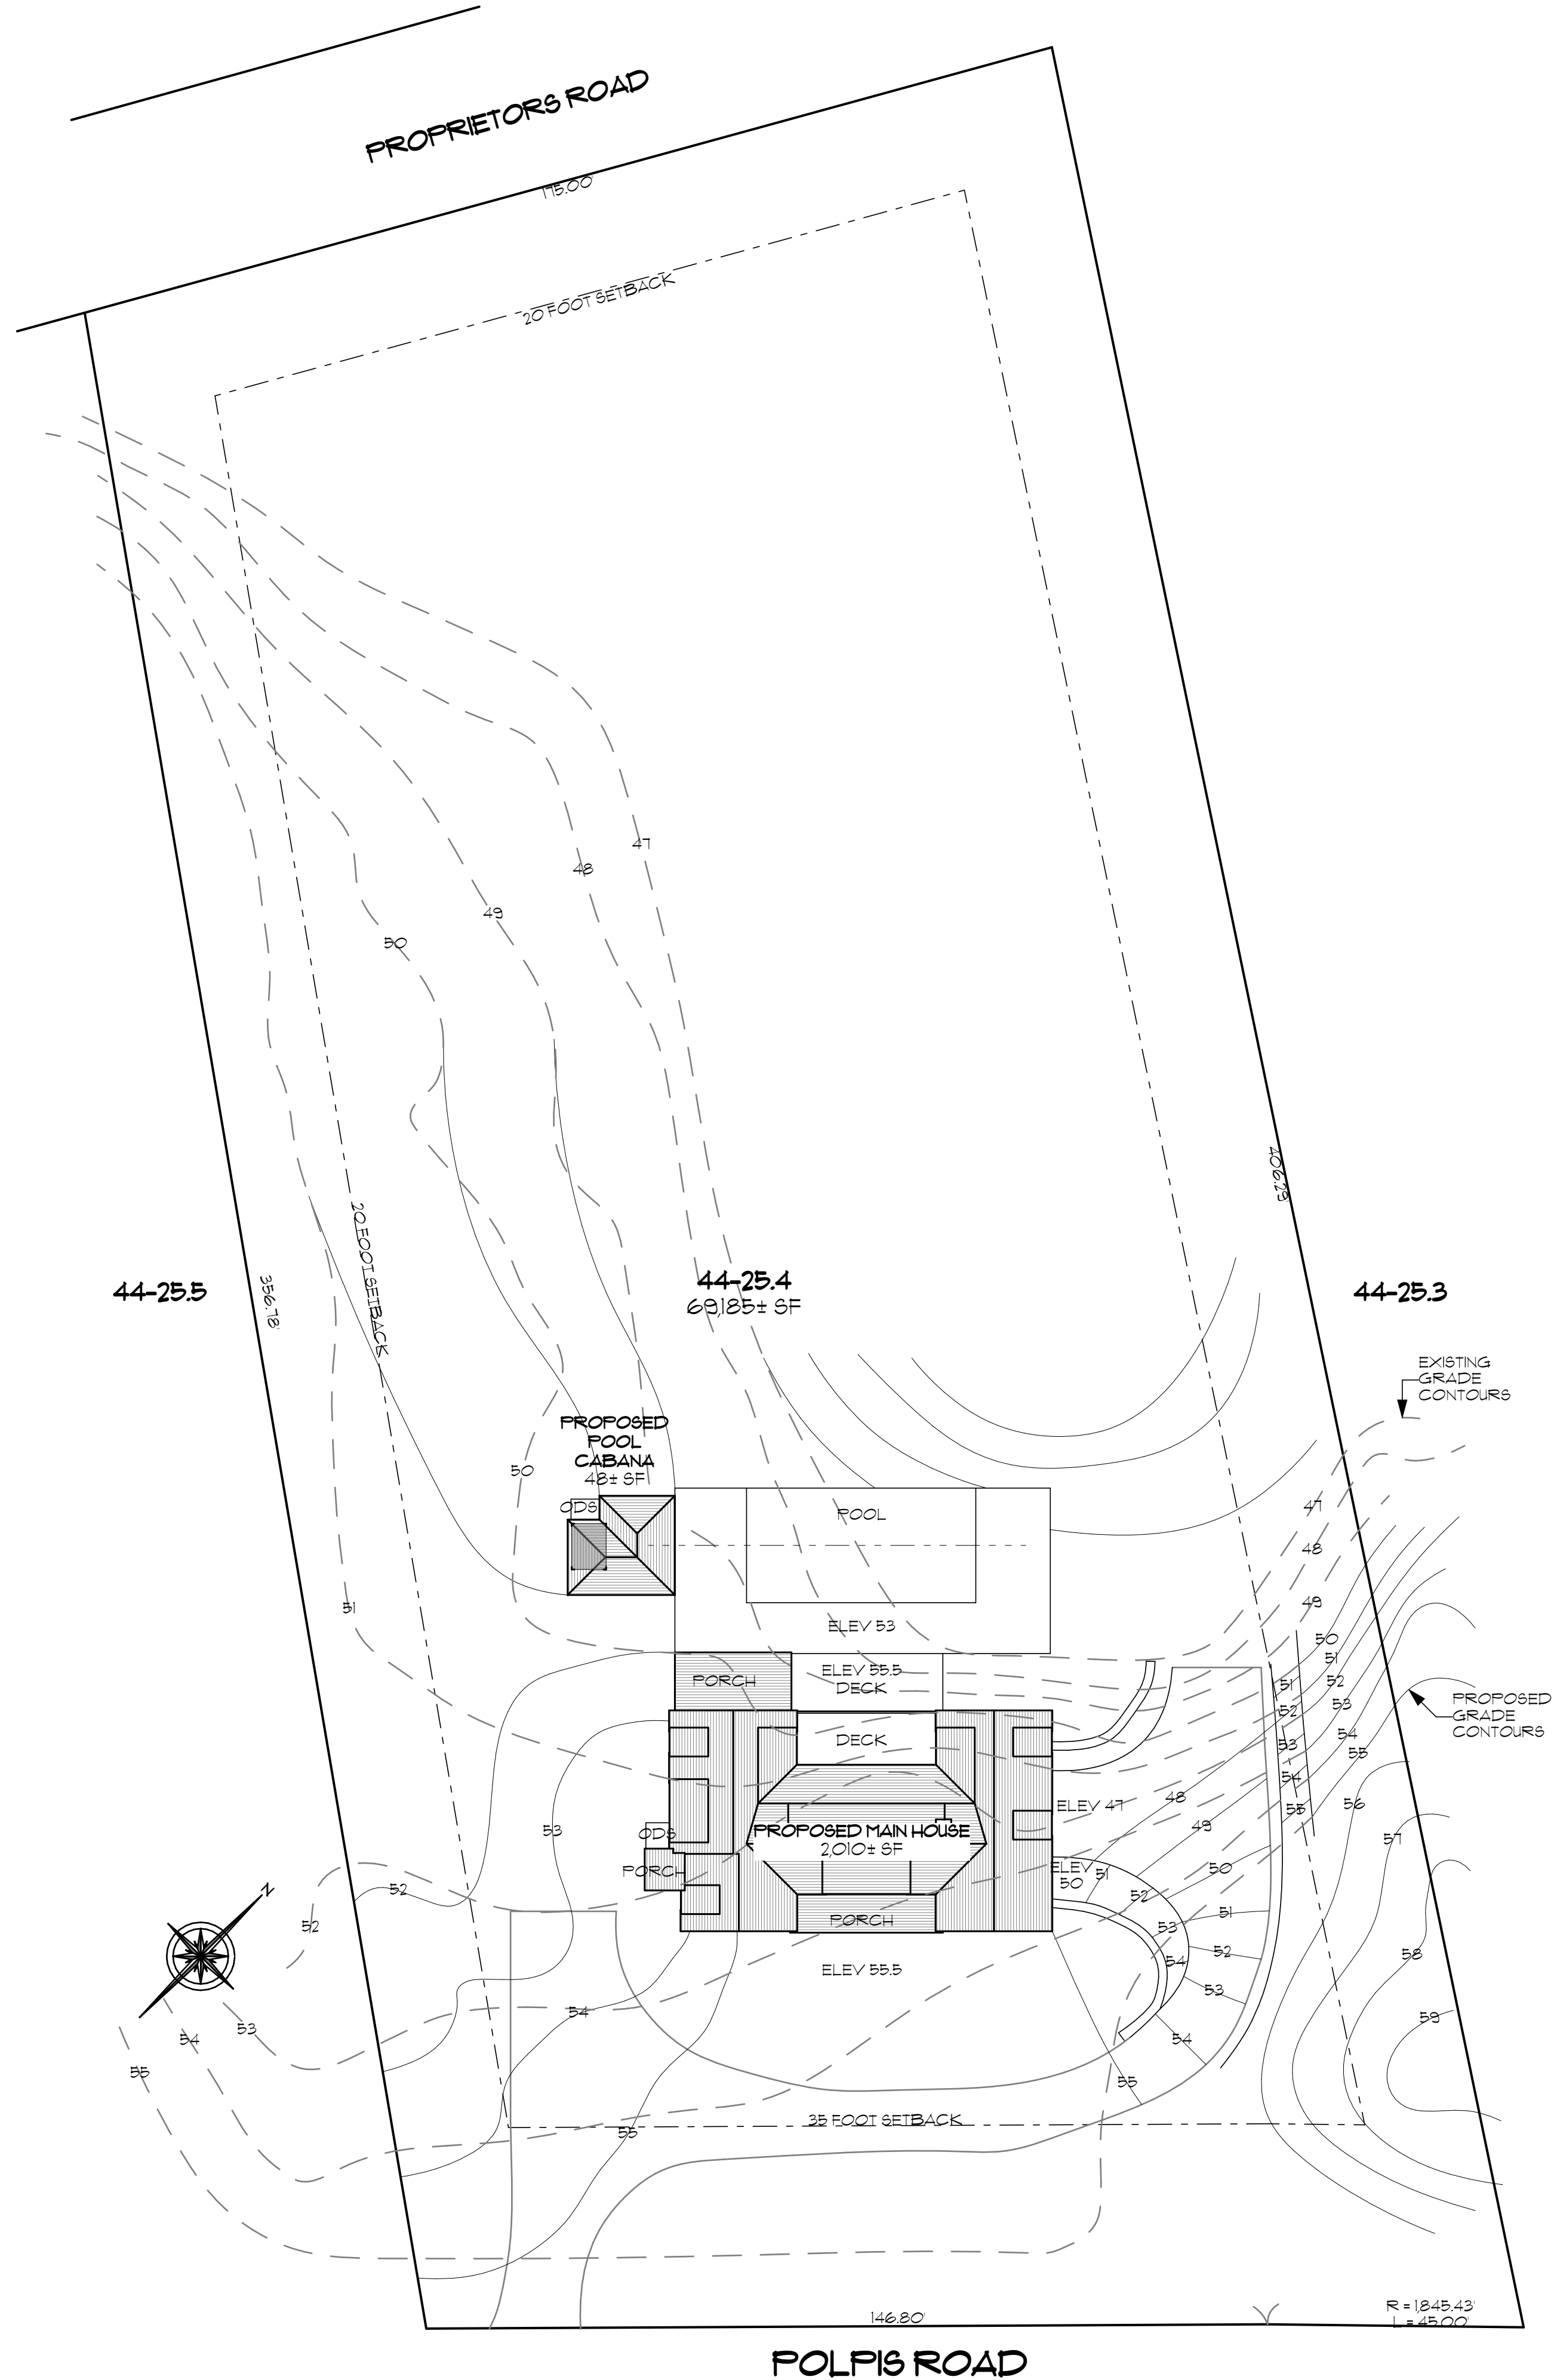 PROPRIETORS ROAD
175.00'
20 FOOT SETBACK
47
48
49
50
406.29'
20 FOOT SETBACK
356.78'
44-25.5
44-25.4
69,185± SF
44-25.3
EXISTING
GRADE
CONTOURS
PROPOSED
POOL
CABANA
48± SF
50
ODS
POOL
47
48
49
51
ELEV 53
50
51
52
53
54
55
PORCH
ELEV 55.5
DECK
51
52
53
54
55
PROPOSED
GRADE
CONTOURS
DECK
ELEV 47
48
49
50
56
57
53
ODS
PORCH
PROPOSED MAIN HOUSE
2,010± SF
ELEV
50
51
52
53
54
51
52
53
54
55
52
52
N
PORCH
ELEV 55.5
58
59
53
54
55
54
35 FOOT SETBACK
55
146.80'
R = 1,845.43'
L = 45.00'
POLPIS ROAD